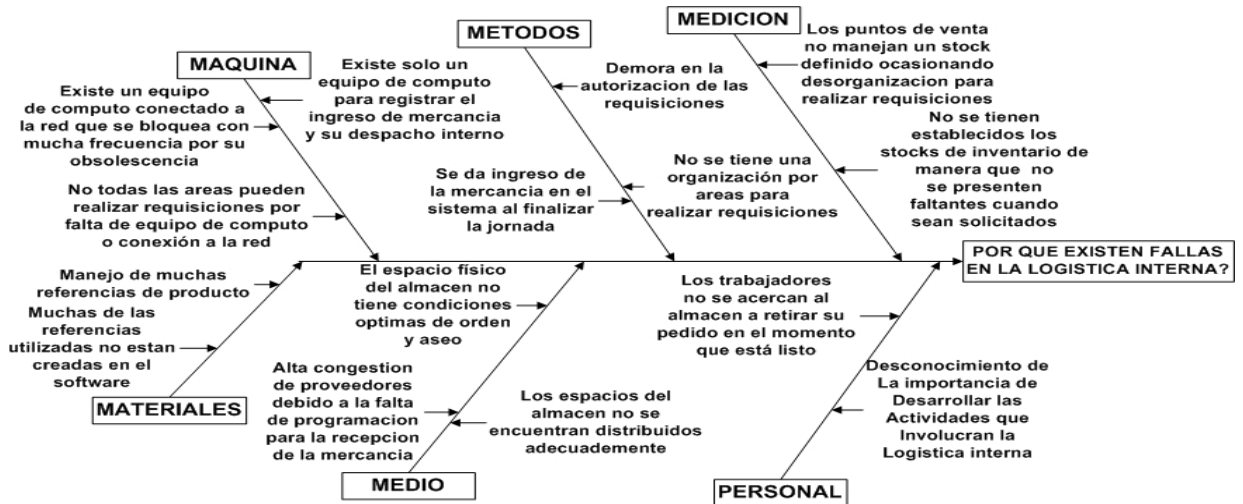 MAQUINA
Existe solo un
equipo de computo
para registrar el
ingreso de mercancia
y su despacho interno
Existe un equipo
de computo conectado a
la red que se bloquea con
mucha frecuencia por su
obsolescencia
No todas las areas pueden
realizar requisiciones por
falta de equipo de computo
o conexión a la red
METODOS
Demora en la
autorizacion de las
requisiciones
Se da ingreso de
la mercancia en el
sistema al finalizar
la jornada
No se tiene una
organización por
areas para
realizar requisiciones
MEDICION
Los puntos de venta
no manejan un stock
definido ocasionando
desorganizacion para
realizar requisiciones
No se tienen
establecidos los
stocks de inventario de
manera que no
se presenten
faltantes cuando
sean solicitados
POR QUE EXISTEN FALLAS
EN LA LOGISTICA INTERNA?
Manejo de muchas
referencias de producto
Muchas de las
referencias
utilizadas no estan
creadas en el
software
MATERIALES
El espacio físico
del almacen no
tiene condiciones
optimas de orden
y aseo
Alta congestion
de proveedores
debido a la falta
de programacion
para la recepcion
de la mercancia
Los espacios del
almacen no se
encuentran distribuidos
adecuademente
MEDIO
Los trabajadores
no se acercan al
almacen a retirar su
pedido en el momento
que está listo
Desconocimiento de
La importancia de
Desarrollar las
Actividades que
Involucran la
Logistica interna
PERSONAL